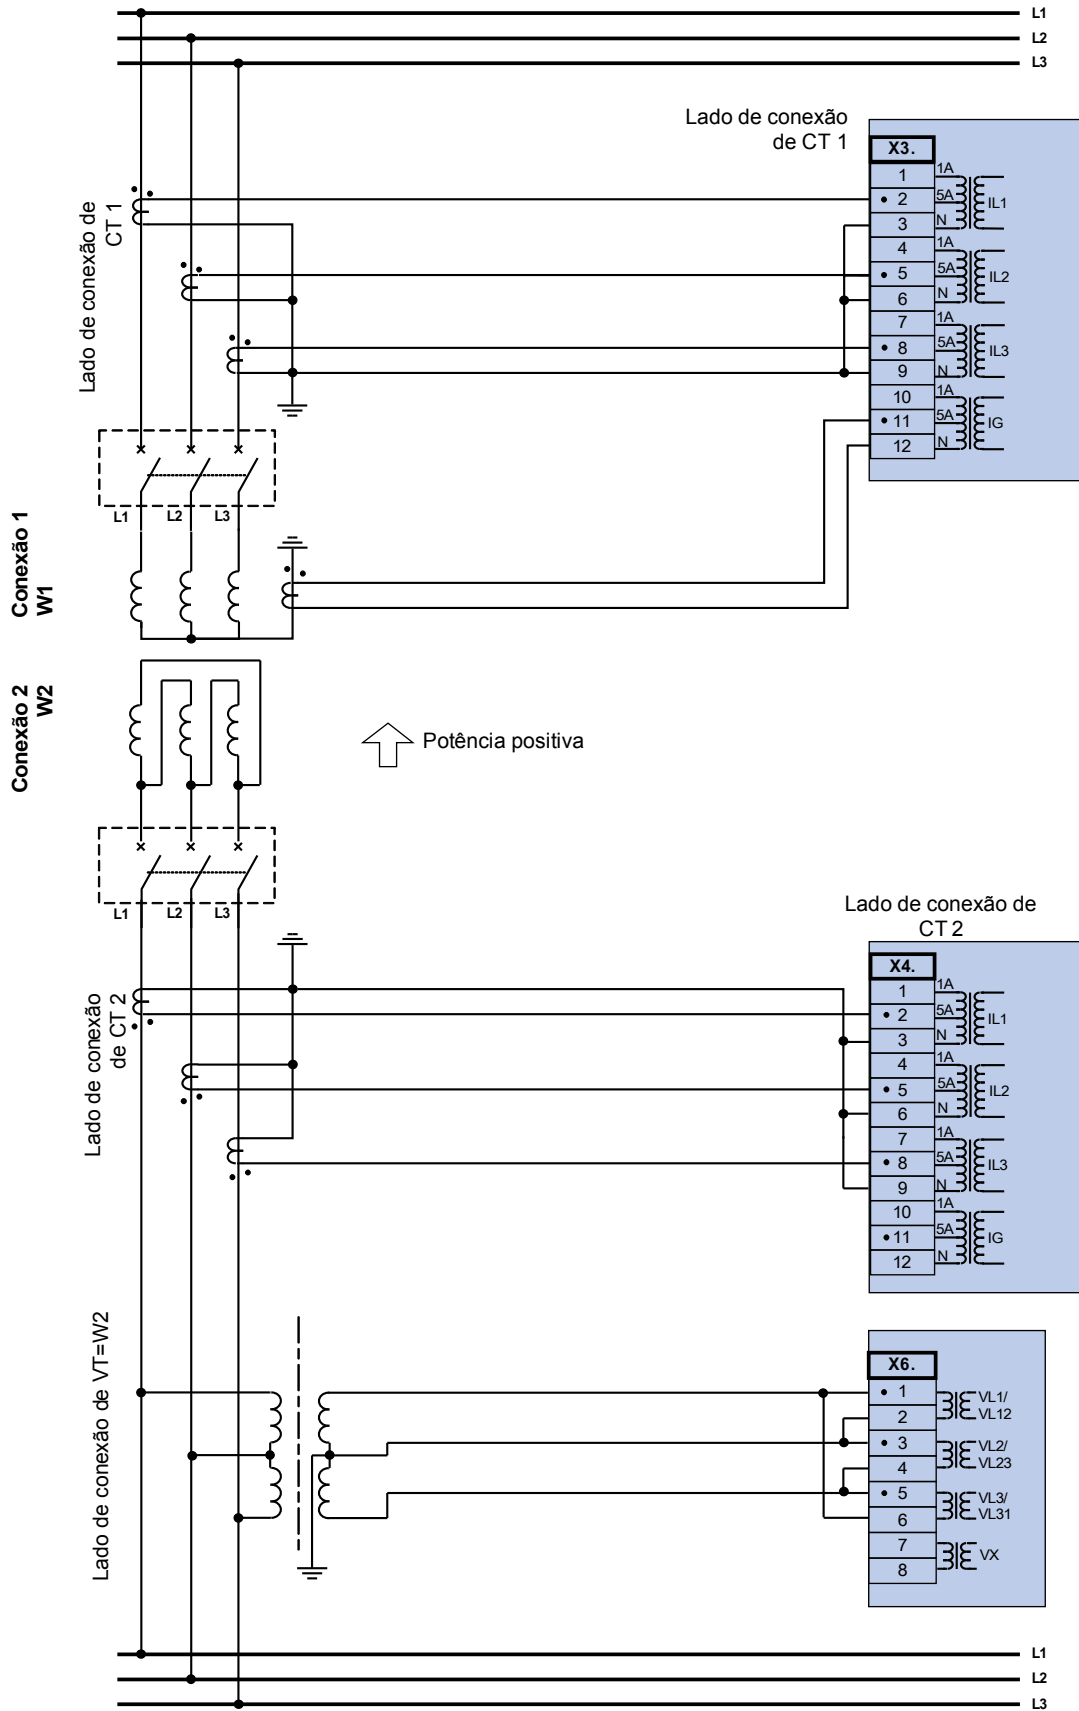 L1
L2
L3
Lado de conexão
de CT 1
X3.
1 1A
• 2 5A IL1
3 N
4 1A
• 5 5A IL2
6 N
7 1A
• 8 5A IL3
9 N
10 1A
• 11 5A IG
12 N
Lado de conexão de
CT 1
L1 L2 L3
Conexão 1
W1
Conexão 2
W2
Potência positiva
L1 L2 L3
Lado de conexão de
CT 2
X4.
1 1A
• 2 5A IL1
3 N
4 1A
• 5 5A IL2
6 N
7 1A
• 8 5A IL3
9 N
10 1A
• 11 5A IG
12 N
Lado de conexão
de CT 2
Lado de conexão de VT=W2
X6.
• 1 VL1/
2 VL12
• 3 VL2/
4 VL23
• 5 VL3/
6 VL31
7 VX
8
L1
L2
L3